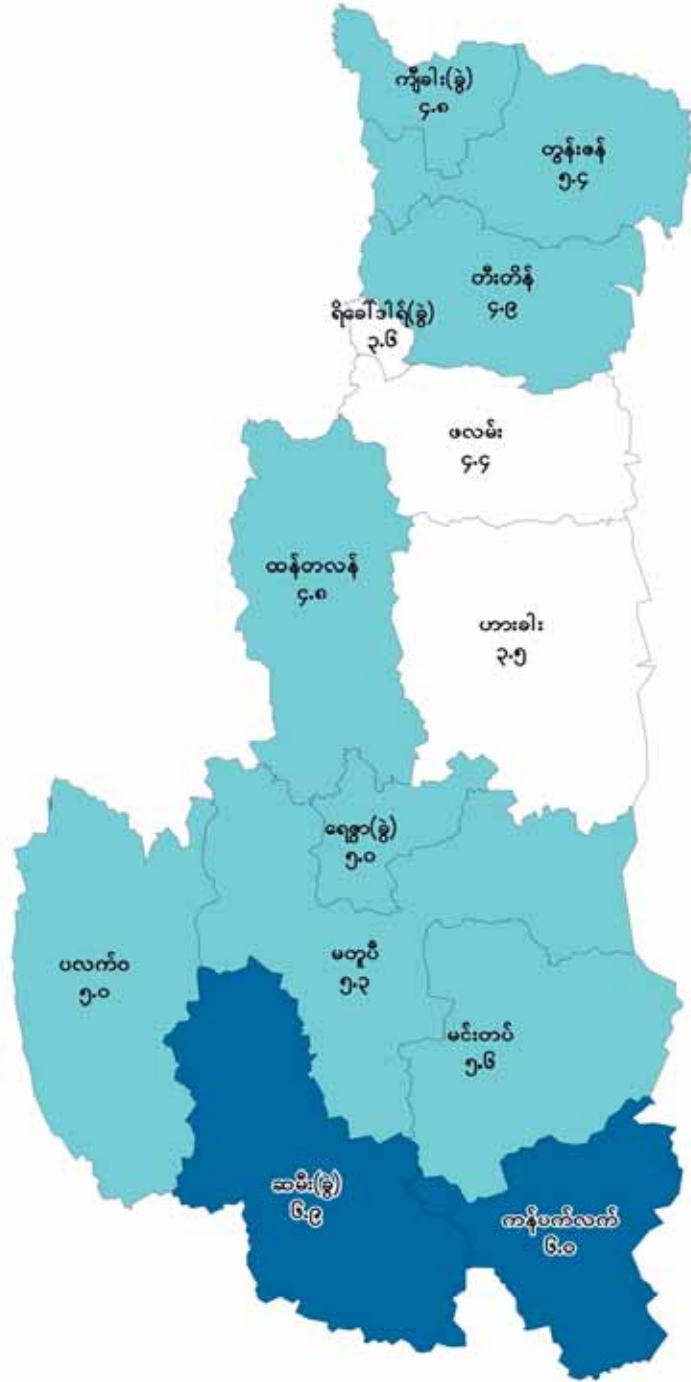 ကျီခါး(ခွဲ)
၄.၈
တွန်းဇန်
၅.၄
တီးတိန်
၄.၉
ရိခေါ်ဒါရ်(ခွဲ)
၃.၆
ဖလမ်း
၄.၄
ထန်တလန်
၄.၈
ဟားခါး
၃.၅
ရေဇွာ(ခွဲ)
၅.၀
ပလက်ဝ
၅.၀
မတူပီ
၅.၃
မင်းတပ်
၅.၆
ဆမီး(ခွဲ)
၆.၉
ကန်ပက်လက်
၆.၀